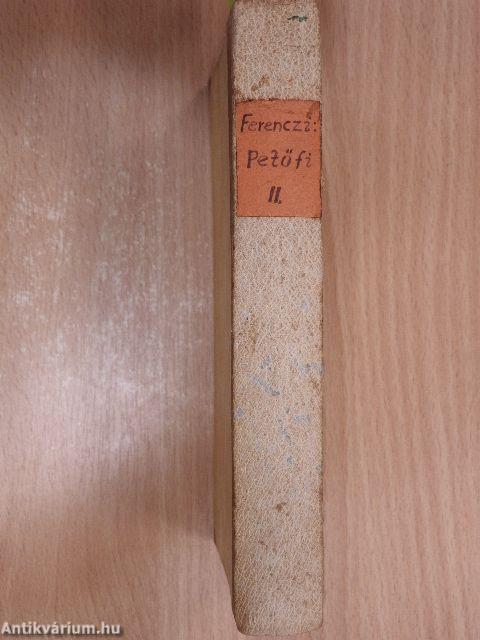 Ferenczi:
Petőfi
II.
Antikvárium.hu